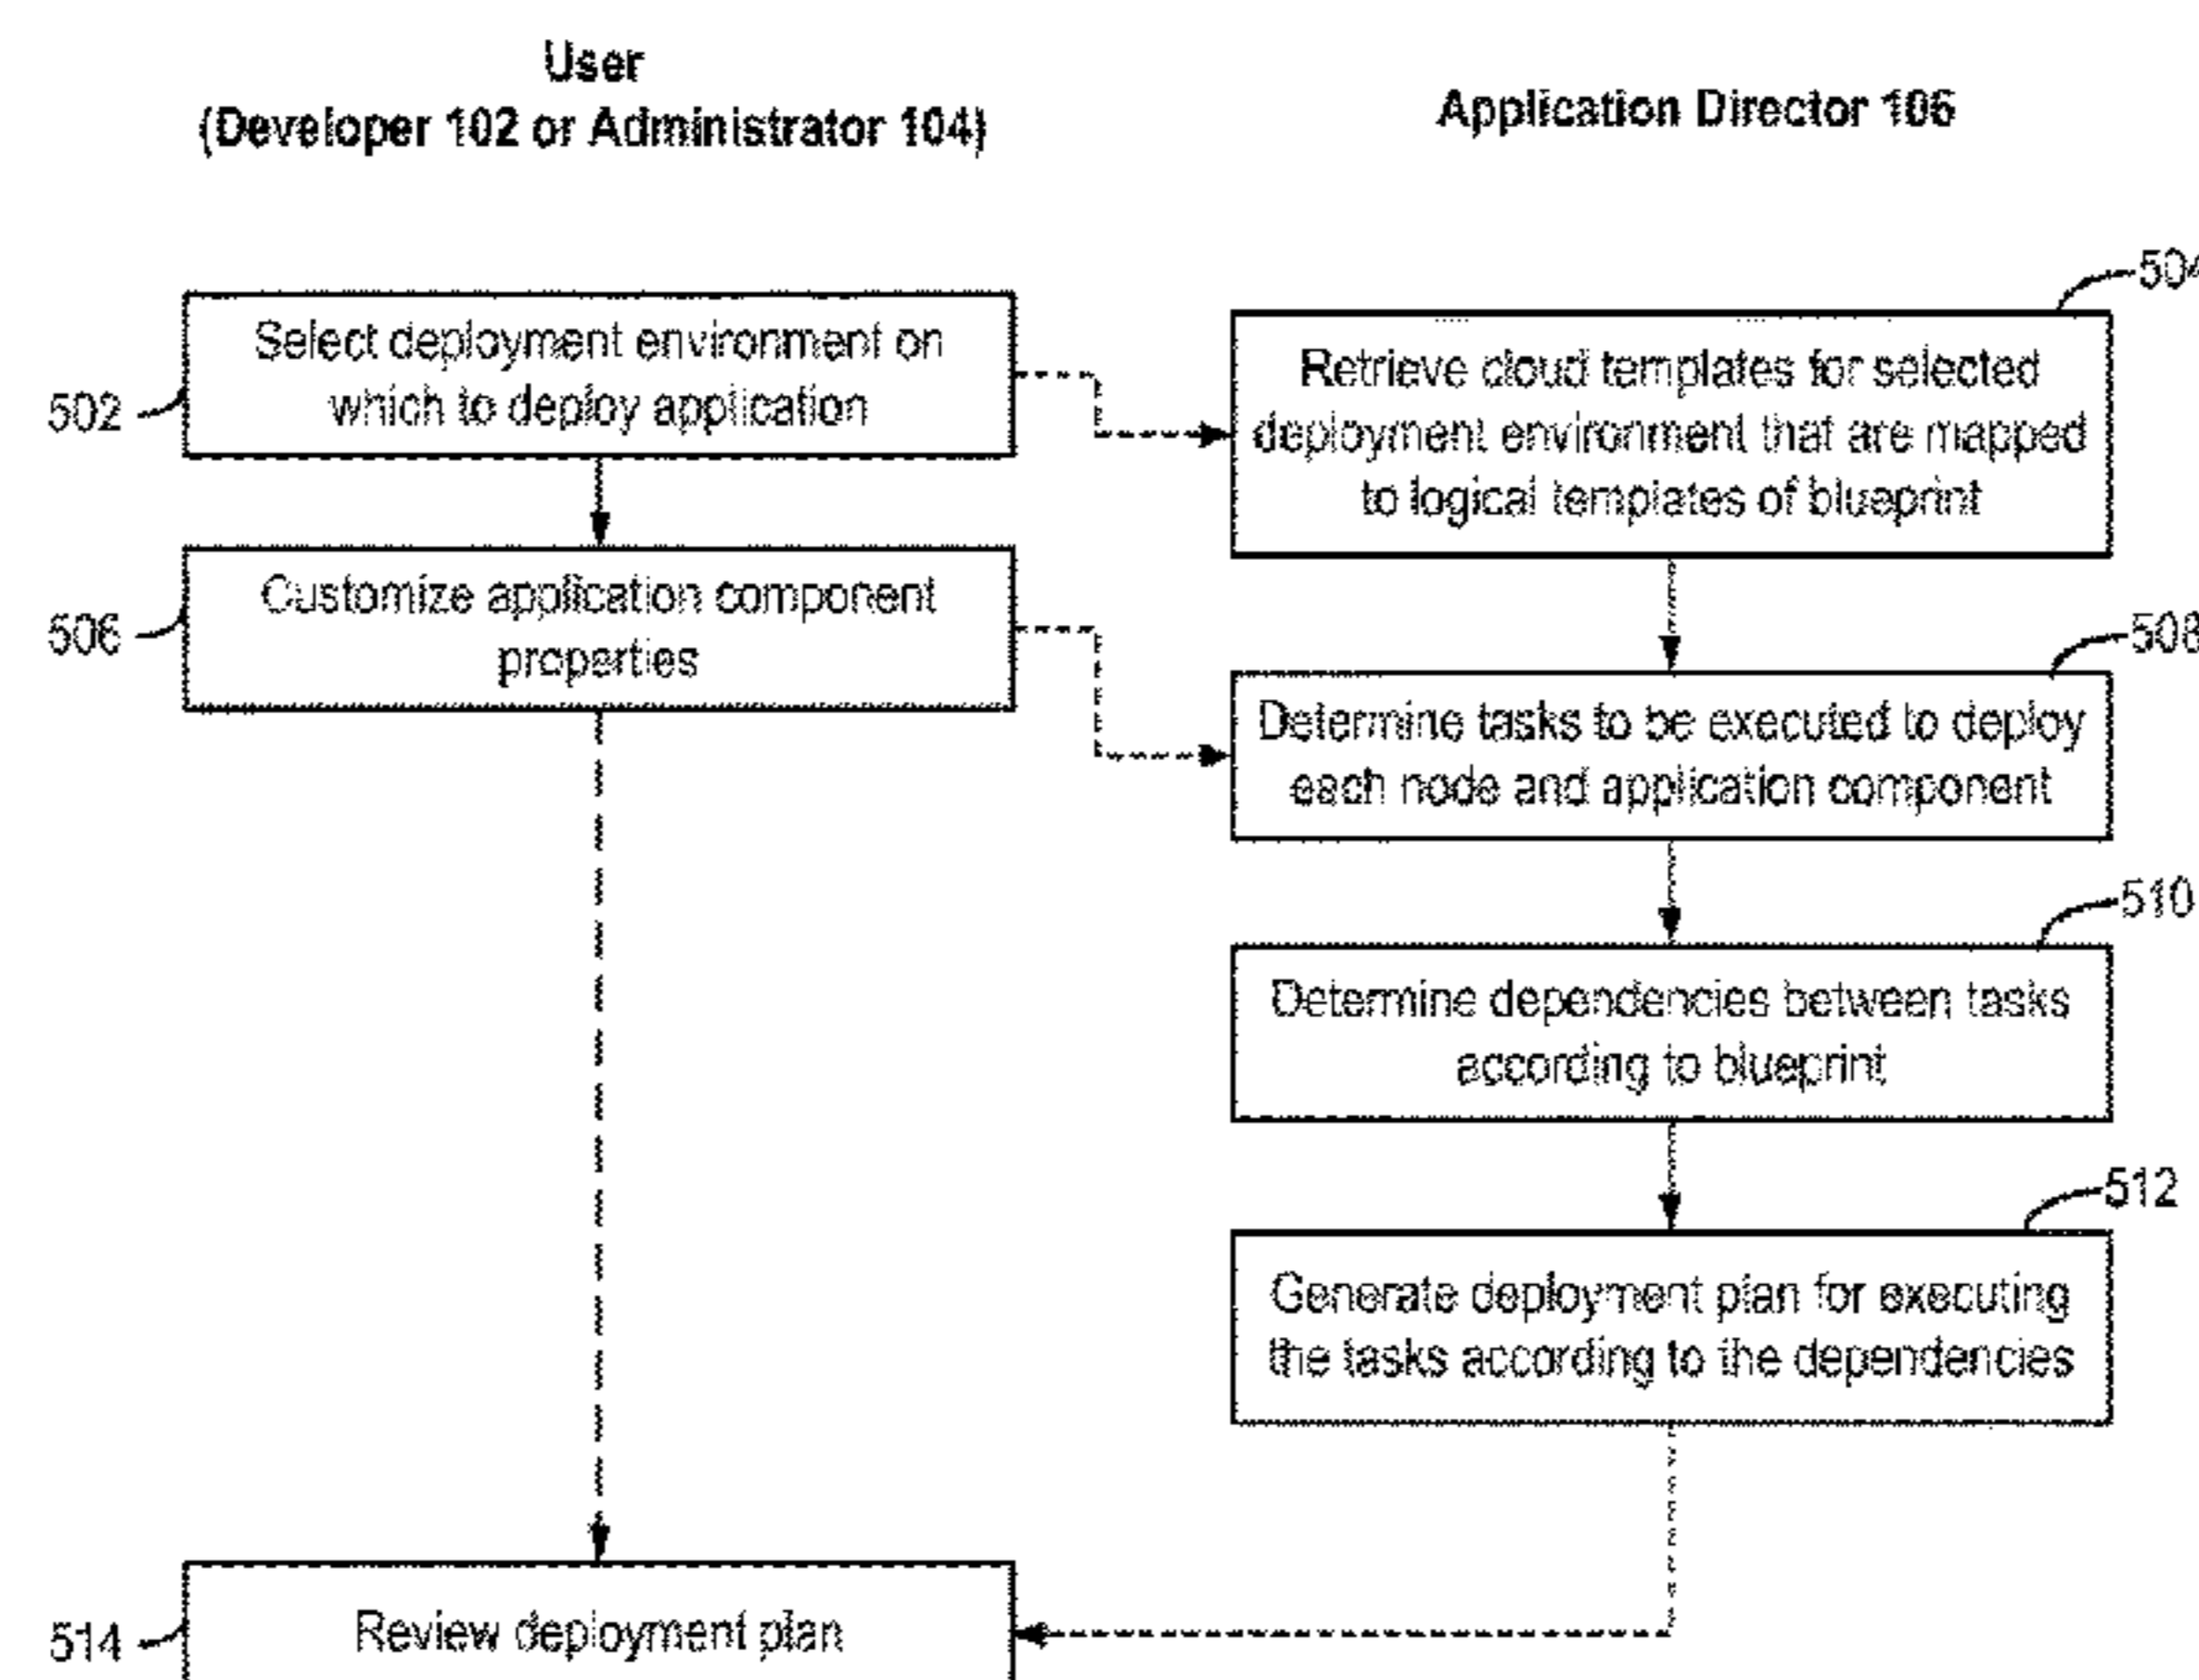 User
(Developer 102 or Administrator 104)
Application Director 106
502
Select deployment environment on
which to deploy application
504
Retrieve cloud templates for selected
deployment environment that are mapped
to logical templates of blueprint
506
Customize application component
properties
508
Determine tasks to be executed to deploy
each node and application component
510
Determine dependencies between tasks
according to blueprint
512
Generate deployment plan for executing
the tasks according to the dependencies
514
Review deployment plan